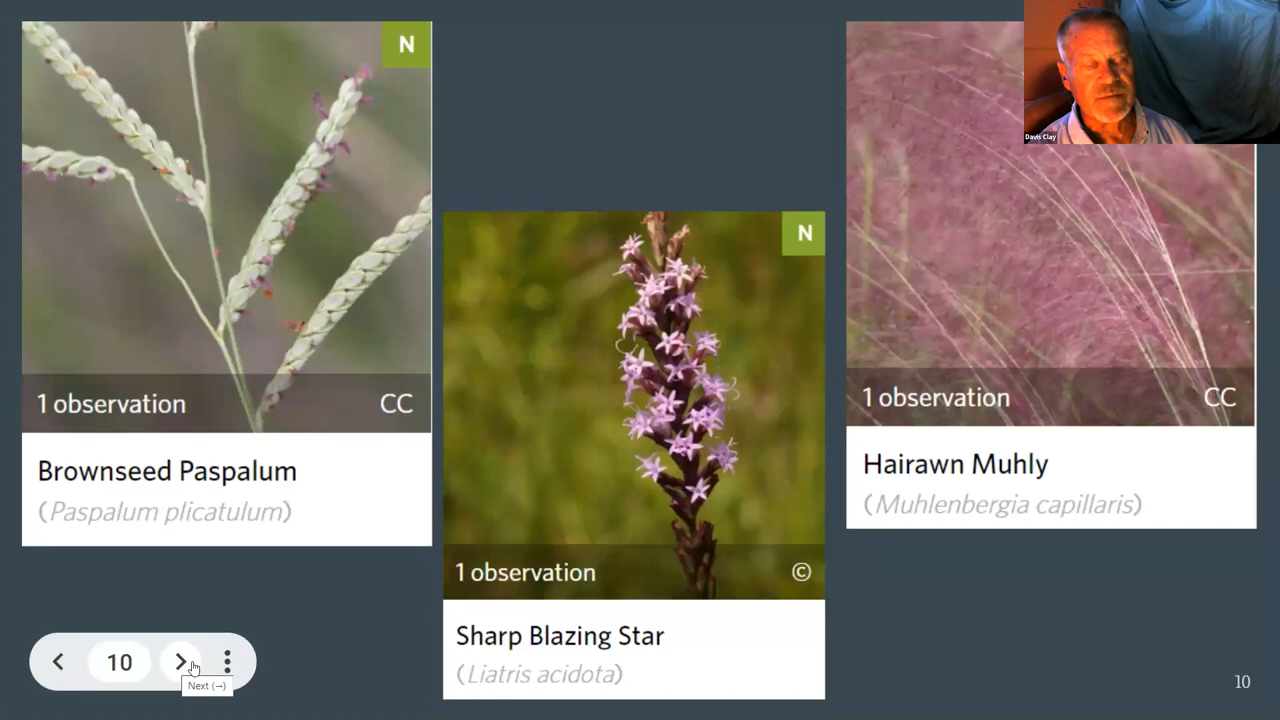 N
1 observation CC
Brownseed Paspalum
(Paspalum plicatulum)
N
1 observation ©
Sharp Blazing Star
(Liatris acidota)
Davis Clay
1 observation CC
Hairawn Muhly
(Muhlenbergia capillaris)
10
Next (→)
10